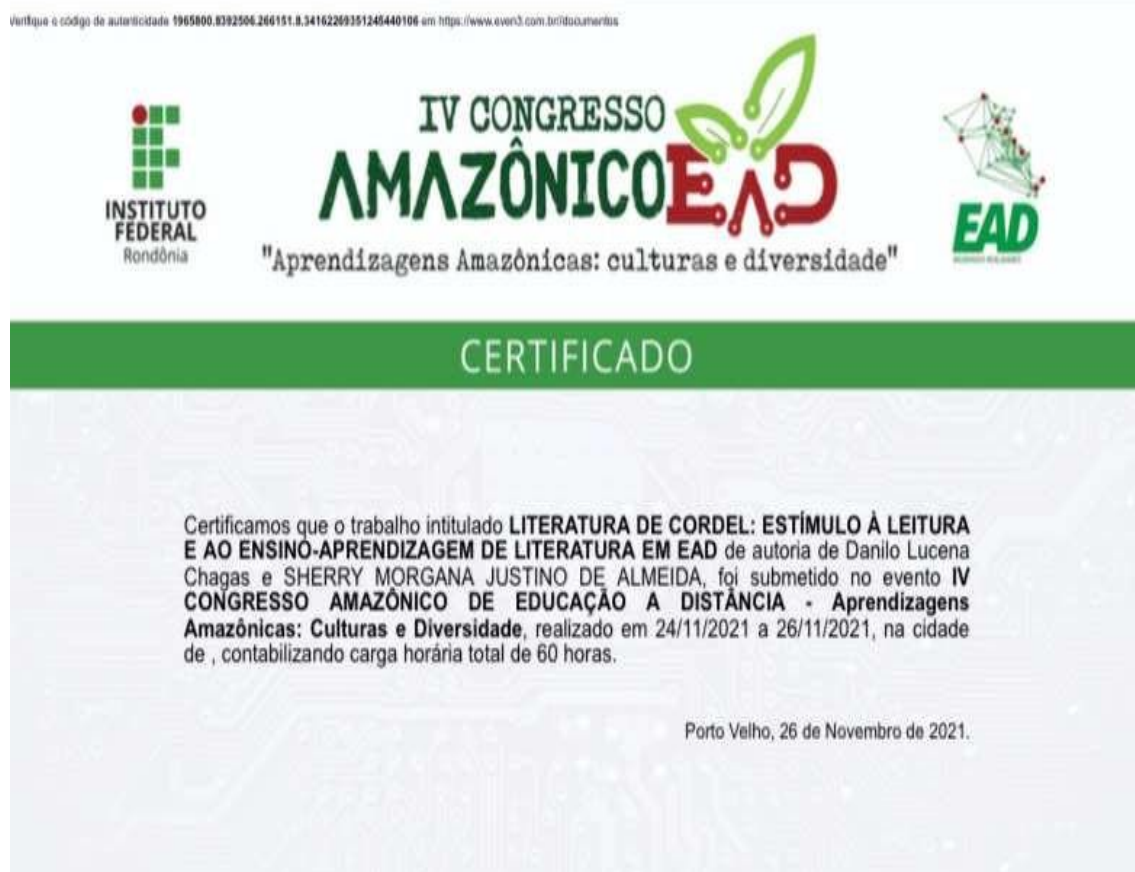 Verifique o código de autenticidade 1965800.8392506.266151.8.34162269351245440106 em https://www.even3.com.br//documentos
IV CONGRESSO
AMAZÔNICO EAD
"Aprendizagens Amazônicas: culturas e diversidade"
INSTITUTO
FEDERAL
Rondônia
EAD
CERTIFICADO
Certificamos que o trabalho intitulado LITERATURA DE CORDEL: ESTÍMULO À LEITURA
E AO ENSINO-APRENDIZAGEM DE LITERATURA EM EAD de autoria de Danilo Lucena
Chagas e SHERRY MORGANA JUSTINO DE ALMEIDA, foi submetido no evento IV
CONGRESSO AMAZÔNICO DE EDUCAÇÃO A DISTÂNCIA - Aprendizagens
Amazônicas: Culturas e Diversidade, realizado em 24/11/2021 a 26/11/2021, na cidade
de , contabilizando carga horária total de 60 horas.
Porto Velho, 26 de Novembro de 2021.